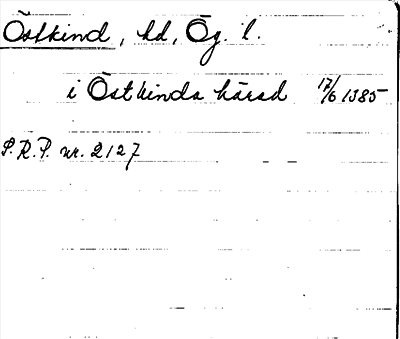 Östkind, hd, Ög. l.
i Östkinda härad 17/6 1385
S.R.P. nr. 2127